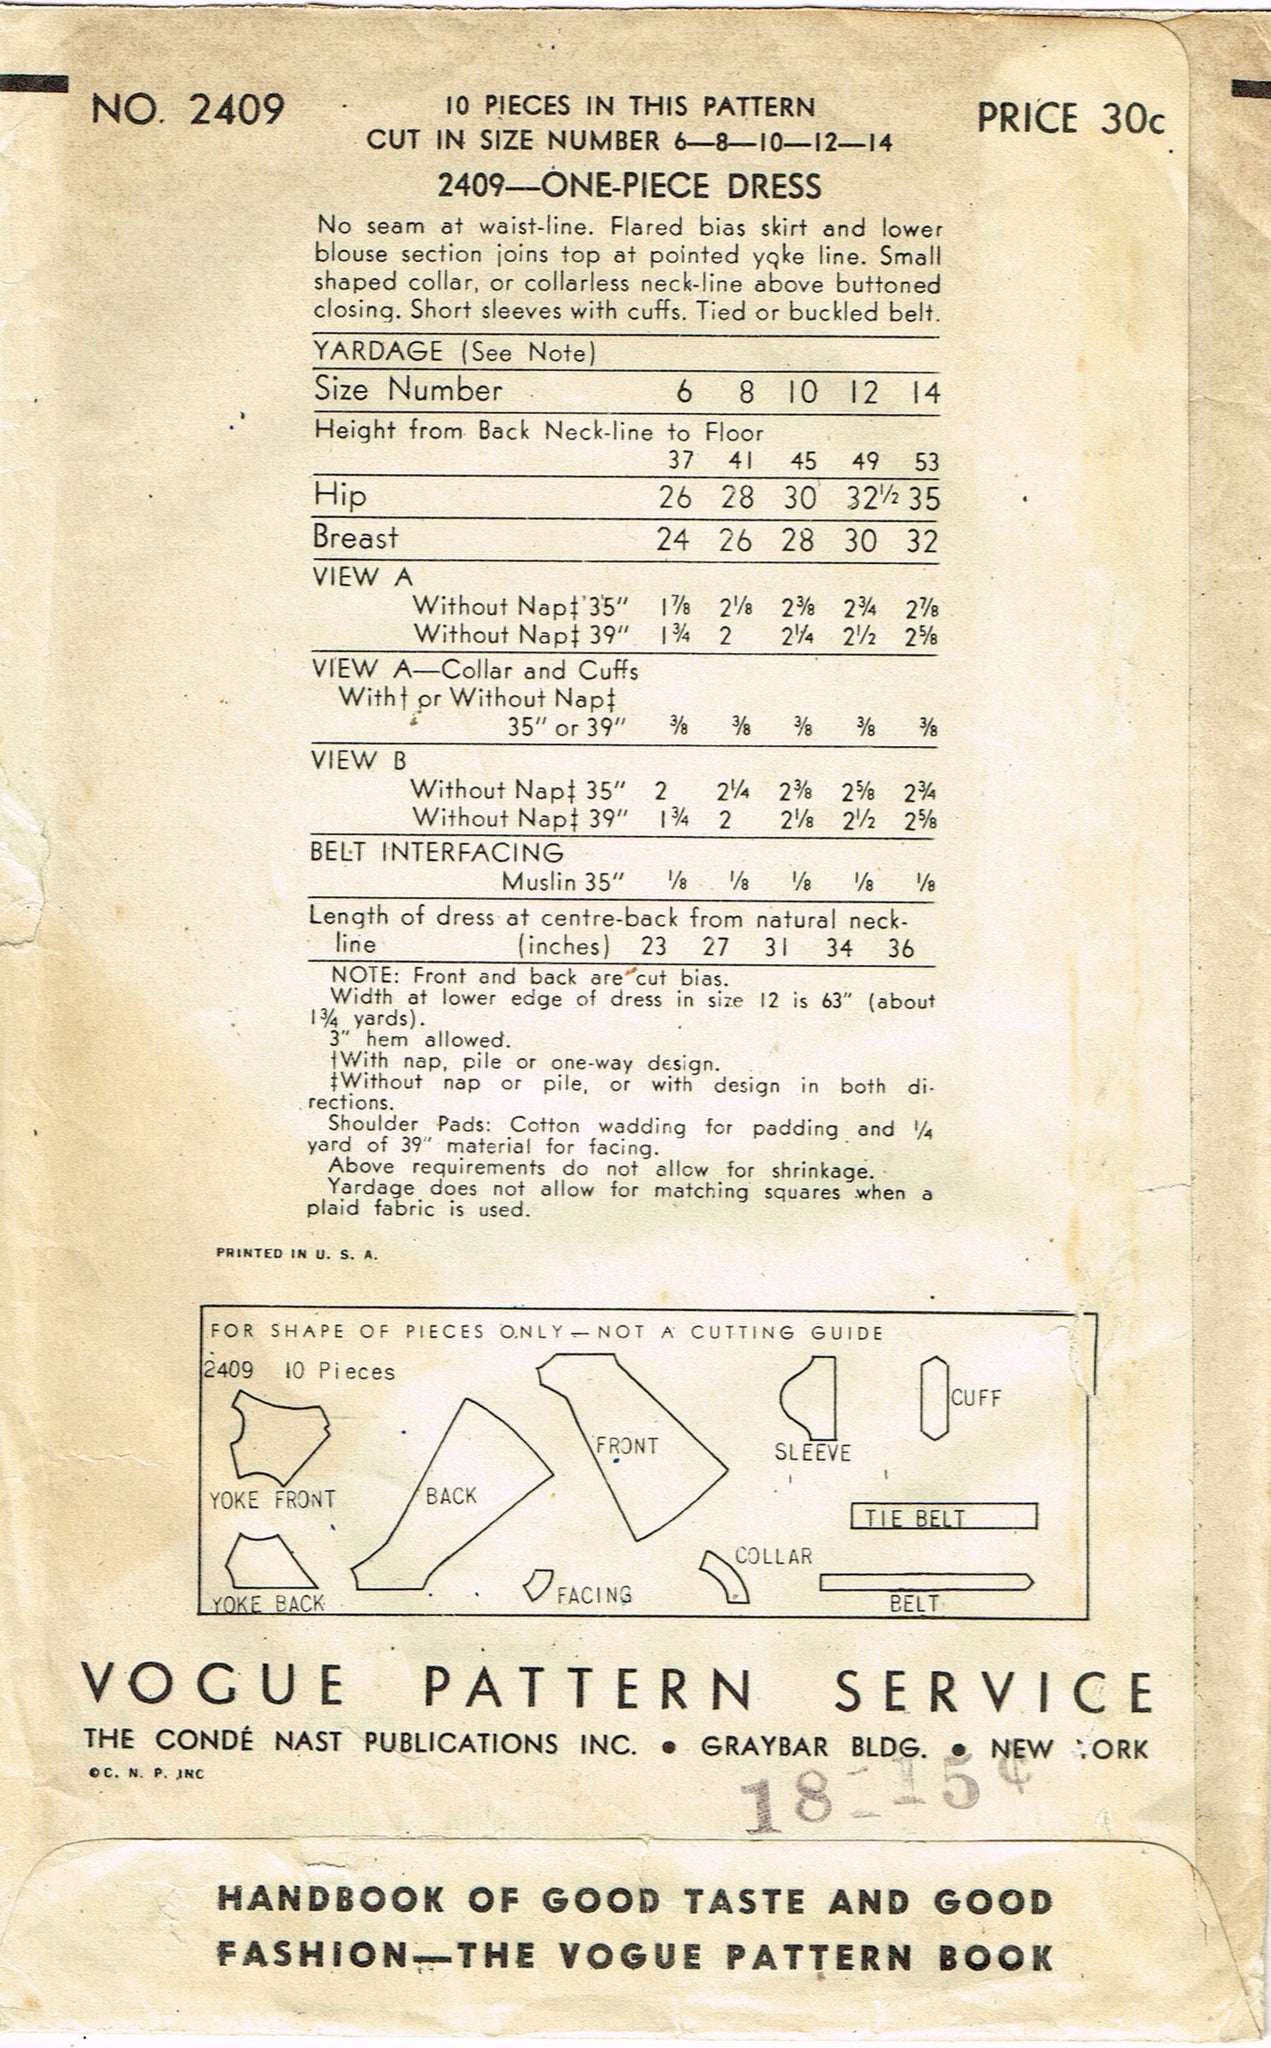 NO. 2409
10 PIECES IN THIS PATTERN
PRICE 30c
CUT IN SIZE NUMBER 6—8—10—12—14
2409—ONE-PIECE DRESS
No seam at waist-line. Flared bias skirt and lower
blouse section joins top at pointed yoke line. Small
shaped collar, or collarless neck-line above buttoned
closing. Short sleeves with cuffs. Tied or buckled belt.
YARDAGE (See Note)
Size Number 6 8 10 12 14
Height from Back Neck-line to Floor
37 41 45 49 53
Hip 26 28 30 32½ 35
Breast 24 26 28 30 32
VIEW A
Without Nap‡ 35" 1⅞ 2⅛ 2⅜ 2¾ 2⅞
Without Nap‡ 39" 1¾ 2 2¼ 2½ 2⅝
VIEW A—Collar and Cuffs
With† or Without Nap‡
35" or 39" ⅜ ⅜ ⅜ ⅜ ⅜
VIEW B
Without Nap‡ 35" 2 2¼ 2⅜ 2⅝ 2¾
Without Nap‡ 39" 1¾ 2 2⅛ 2½ 2⅝
BELT INTERFACING
Muslin 35" ⅛ ⅛ ⅛ ⅛ ⅛
Length of dress at centre-back from natural neck-
line (inches) 23 27 31 34 36
NOTE: Front and back are cut bias.
Width at lower edge of dress in size 12 is 63" (about
1¾ yards).
3" hem allowed.
†With nap, pile or one-way design.
‡Without nap or pile, or with design in both di-
rections.
Shoulder Pads: Cotton wadding for padding and ¼
yard of 39" material for facing.
Above requirements do not allow for shrinkage.
Yardage does not allow for matching squares when a
plaid fabric is used.
PRINTED IN U. S. A.
FOR SHAPE OF PIECES ONLY—NOT A CUTTING GUIDE
2409 10 Pieces
CUFF
FRONT
SLEEVE
YOKE FRONT
BACK
TIE BELT
COLLAR
FACING
YOKE BACK
BELT
VOGUE PATTERN SERVICE
THE CONDÉ NAST PUBLICATIONS INC. • GRAYBAR BLDG. • NEW YORK
©C. N. P. INC
18--15¢
HANDBOOK OF GOOD TASTE AND GOOD
FASHION—THE VOGUE PATTERN BOOK